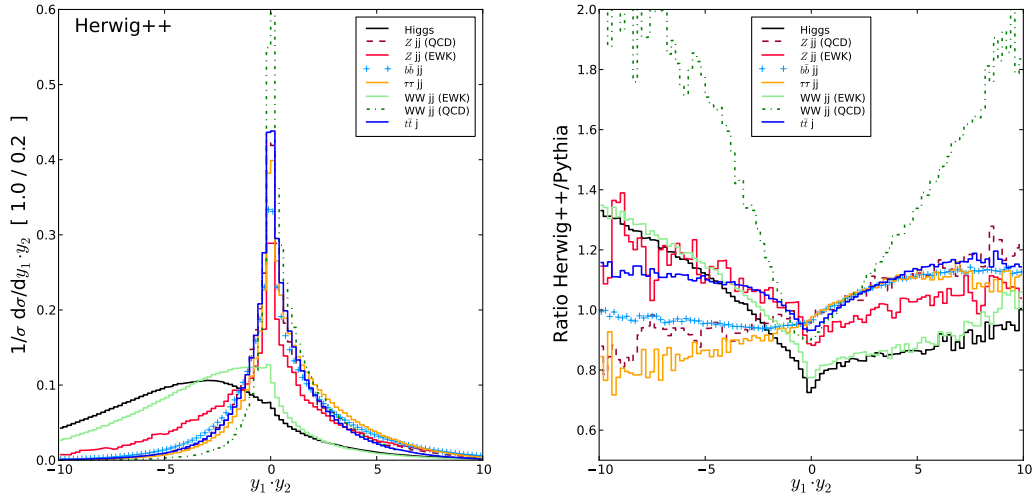 Herwig++
Higgs
Z jj (QCD)
Z jj (EWK)
bb̄ jj
ττ jj
WW jj (EWK)
WW jj (QCD)
tt̄ j
1/σ dσ/dy₁·y₂ [ 1.0 / 0.2 ]
0.6
0.5
0.4
0.3
0.2
0.1
0.0
−10
−5
0
5
10
y₁·y₂
Higgs
Z jj (QCD)
Z jj (EWK)
bb̄ jj
ττ jj
WW jj (EWK)
WW jj (QCD)
tt̄ j
Ratio Herwig++/Pythia
2.0
1.8
1.6
1.4
1.2
1.0
0.8
0.6
−10
−5
0
5
10
y₁·y₂